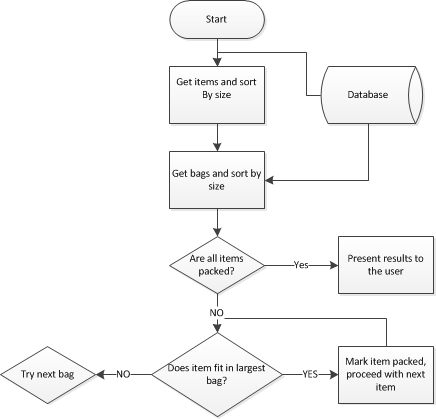 Start
Get items and sort
By size
Database
Get bags and sort by
size
Are all items
packed?
Yes
Present results to
the user
NO
Does item fit in largest
bag?
NO
Try next bag
YES
Mark item packed,
proceed with next
item